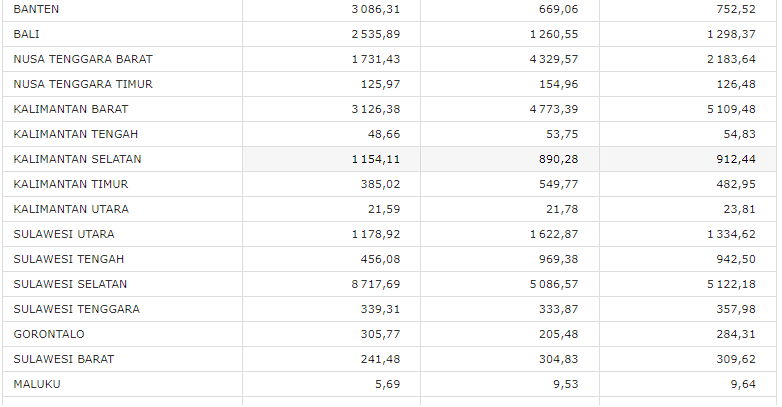 BANTEN 3 086,31 669,06 752,52
BALI 2 535,89 1 260,55 1 298,37
NUSA TENGGARA BARAT 1 731,43 4 329,57 2 183,64
NUSA TENGGARA TIMUR 125,97 154,96 126,48
KALIMANTAN BARAT 3 126,38 4 773,39 5 109,48
KALIMANTAN TENGAH 48,66 53,75 54,83
KALIMANTAN SELATAN 1 154,11 890,28 912,44
KALIMANTAN TIMUR 385,02 549,77 482,95
KALIMANTAN UTARA 21,59 21,78 23,81
SULAWESI UTARA 1 178,92 1 622,87 1 334,62
SULAWESI TENGAH 456,08 969,38 942,50
SULAWESI SELATAN 8 717,69 5 086,57 5 122,18
SULAWESI TENGGARA 339,31 333,87 357,98
GORONTALO 305,77 205,48 284,31
SULAWESI BARAT 241,48 304,83 309,62
MALUKU 5,69 9,53 9,64